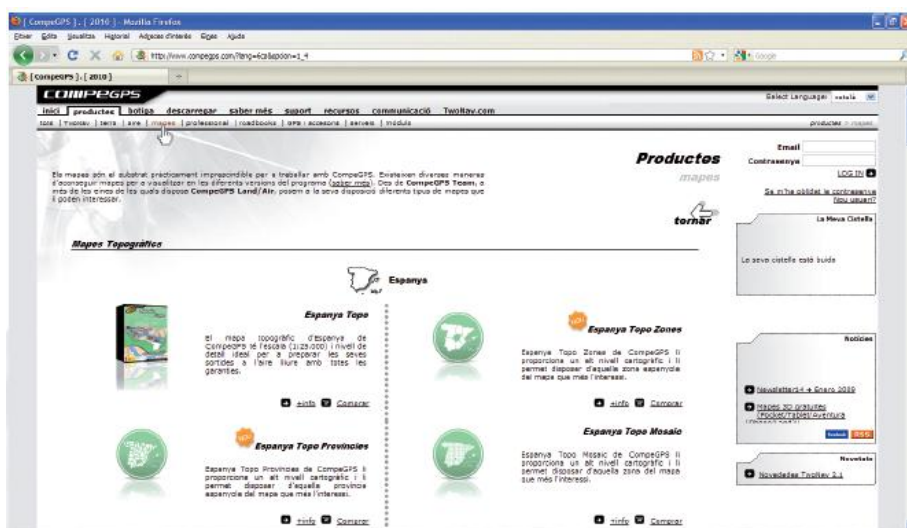 [ CompeGPS ] . [ 2010 ] - Mozilla Firefox
Fitxer Edita Visualitza Historial Adreces d'interès Eines Ajuda
http://www.compegps.com/?lang=6ca&opcion=1_4
Google
[ CompeGPS ] . [ 2010 ]
COMPEGPS
Select Language: català
inici productes botiga descarregar saber més suport recursos communicació TwoNav.com
tots | TwoNav | terra | aire | mapes | professional | roadbooks | GPS i accesoris | serveis | mòduls
productes > mapes
Productes
mapes
Els mapes són el substrat pràcticament imprescindible per a treballar amb CompeGPS. Existeixen diverses maneres
d'aconseguir mapes per a visualitzar en les diferents versions del programa (saber més). Des de CompeGPS Team, a
més de les eines de les quals disposa CompeGPS Land/Air, posem a la seva disposició diferents tipus de mapes que
li poden interessar.
tornar
Email
Contrasenya
LOG IN
Se m'ha oblidat la contrasenya
Nou usuari?
La Meva Cistella
La seva cistella està buida
Mapes Topogràfics
Espanya
Espanya Topo
El mapa topogràfic d'Espanya de
CompeGPS té l'escala (1:25.000) i nivell de
detall ideal per a preparar les seves
sortides a l'aire lliure amb totes les
garanties.
+info Comprar
NOU
Espanya Topo Zones
Espanya Topo Zones de CompeGPS li
proporciona un alt nivell cartogràfic i li
permet disposar d'aquella zona espanyola
del mapa que més l'interessi.
+info Comprar
NOU
Espanya Topo Províncies
Espanya Topo Províncies de CompeGPS li
proporciona un alt nivell cartogràfic i li
permet disposar d'aquella província
espanyola del mapa que més l'interessi.
+info Comprar
Espanya Topo Mosaic
Espanya Topo Mosaic de CompeGPS li
proporciona un alt nivell cartogràfic i li
permet disposar d'aquella zona del mapa
que més l'interessi.
+info Comprar
Notícies
Newsletter14 + Enero 2009
Mapes 3D gratuites
(Pocket/Tablet/Aventura
facebook RSS
Novetats
Novedades TwoNav 2.1